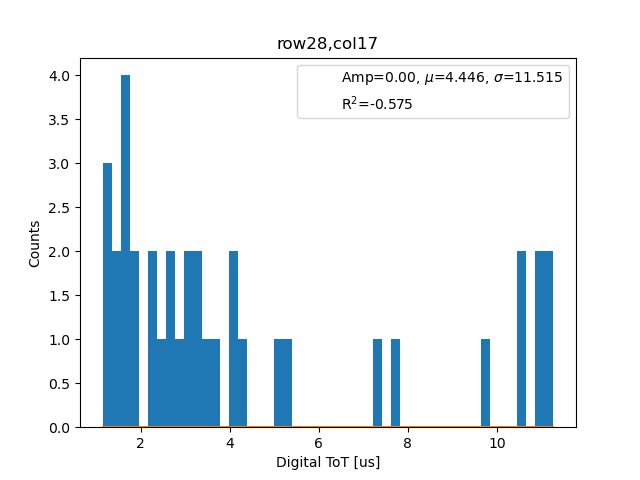 row28,col17
Amp=0.00, μ=4.446, σ=11.515
R²=-0.575
Counts
4.0
3.5
3.0
2.5
2.0
1.5
1.0
0.5
0.0
2 4 6 8 10
Digital ToT [us]